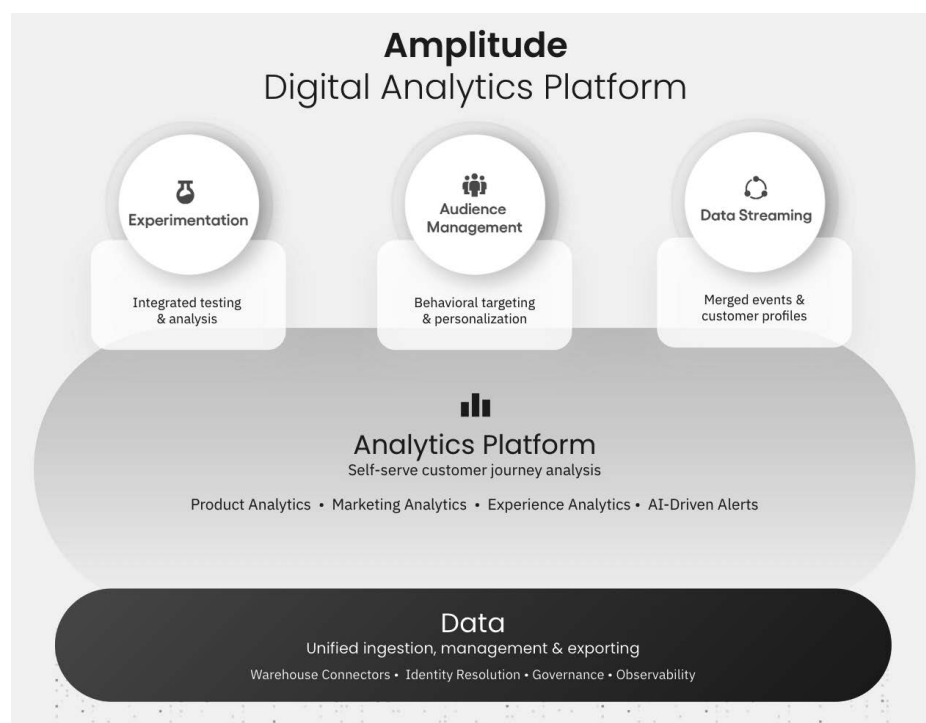 Amplitude
Digital Analytics Platform
Experimentation
Integrated testing
& analysis
Audience
Management
Behavioral targeting
& personalization
Data Streaming
Merged events &
customer profiles
Analytics Platform
Self-serve customer journey analysis
Product Analytics • Marketing Analytics • Experience Analytics • AI-Driven Alerts
Data
Unified ingestion, management & exporting
Warehouse Connectors • Identity Resolution • Governance • Observability